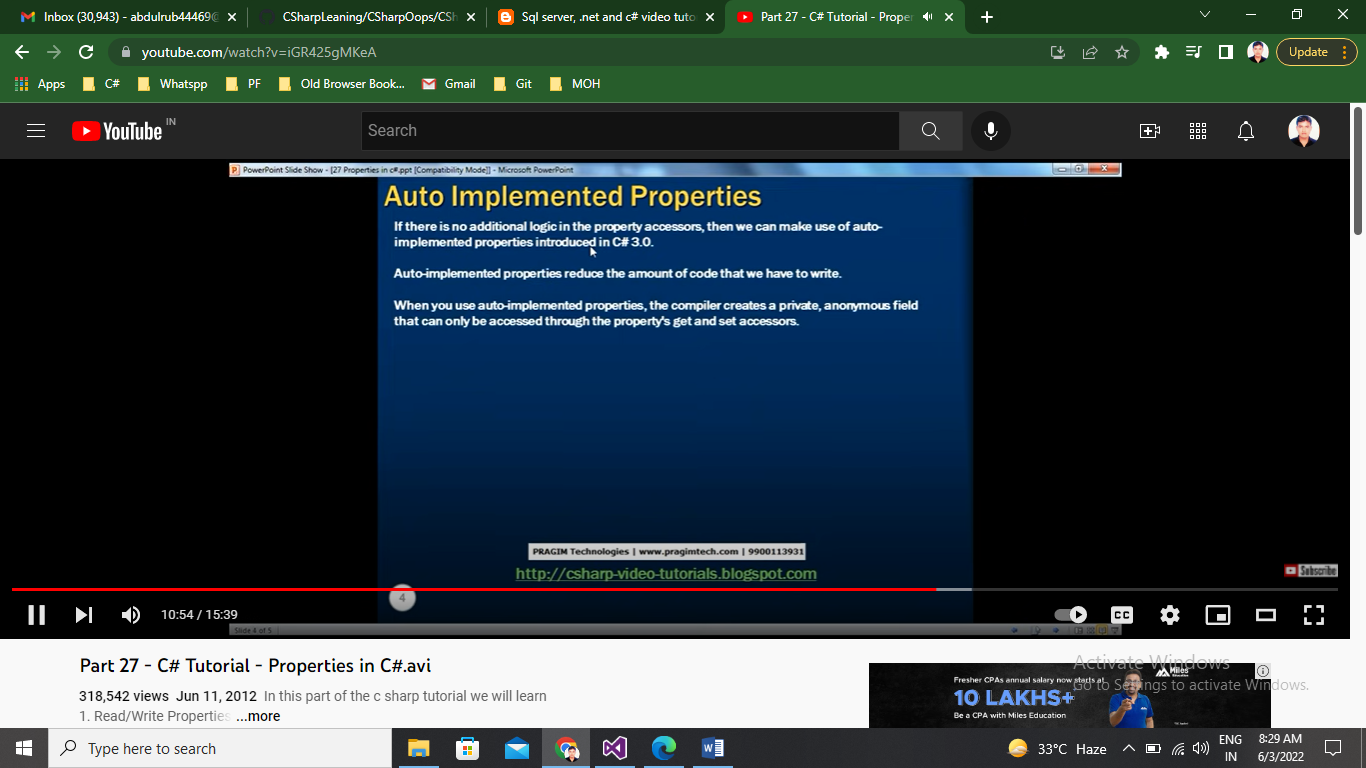 Inbox (30,943) - abdulrub44469@
CSharpLeaning/CSharpOops/CSh
Sql server, .net and c# video tuto
Part 27 - C# Tutorial - Proper
youtube.com/watch?v=iGR425gMKeA
Update
Apps
C#
Whatspp
PF
Old Browser Book...
Gmail
Git
MOH
YouTube IN
Search
PowerPoint Slide Show - [27 Properties in c#.ppt [Compatibility Mode]] - Microsoft PowerPoint
Auto Implemented Properties
If there is no additional logic in the property accessors, then we can make use of auto-
implemented properties introduced in C# 3.0.
Auto-implemented properties reduce the amount of code that we have to write.
When you use auto-implemented properties, the compiler creates a private, anonymous field
that can only be accessed through the property's get and set accessors.
PRAGIM Technologies | www.pragimtech.com | 9900113931
http://csharp-video-tutorials.blogspot.com
Subscribe
4
10:54 / 15:39
CC
Slide 4 of 5
Part 27 - C# Tutorial - Properties in C#.avi
318,542 views Jun 11, 2012 In this part of the c sharp tutorial we will learn
1. Read/Write Properties ...more
Activate Windows
Go to Settings to activate Windows.
Miles
Education
Fresher CPAs annual salary now starts at
10 LAKHS+
Be a CPA with Miles Education
Type here to search
33°C Haze
ENG
IN
8:29 AM
6/3/2022